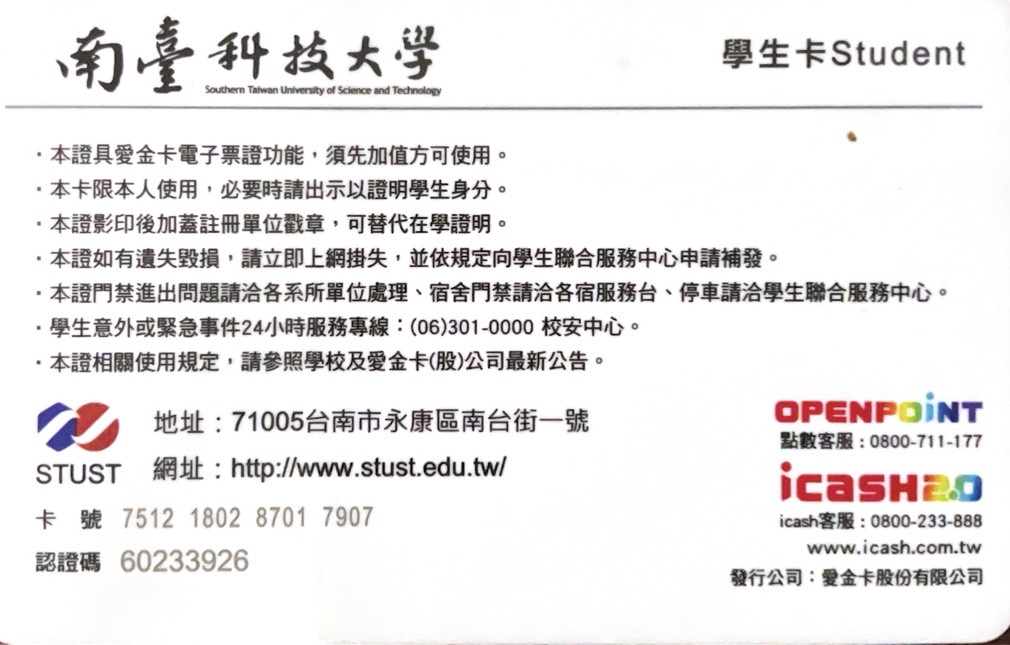 南臺科技大學
Southern Taiwan University of Science and Technology
學生卡Student
·本證具愛金卡電子票證功能，須先加值方可使用。
·本卡限本人使用，必要時請出示以證明學生身分。
·本證影印後加蓋註冊單位戳章，可替代在學證明。
·本證如有遺失毀損，請立即上網掛失，並依規定向學生聯合服務中心申請補發。
·本證門禁進出問題請洽各系所單位處理、宿舍門禁請洽各宿服務台、停車請洽學生聯合服務中心。
·學生意外或緊急事件24小時服務專線：(06)301-0000 校安中心。
·本證相關使用規定，請參照學校及愛金卡(股)公司最新公告。
STUST
地址：71005台南市永康區南台街一號
網址：http://www.stust.edu.tw/
卡 號 7512 1802 8701 7907
認證碼 60233926
OPENPOINT
點數客服：0800-711-177
icash2.0
icash客服：0800-233-888
www.icash.com.tw
發行公司：愛金卡股份有限公司